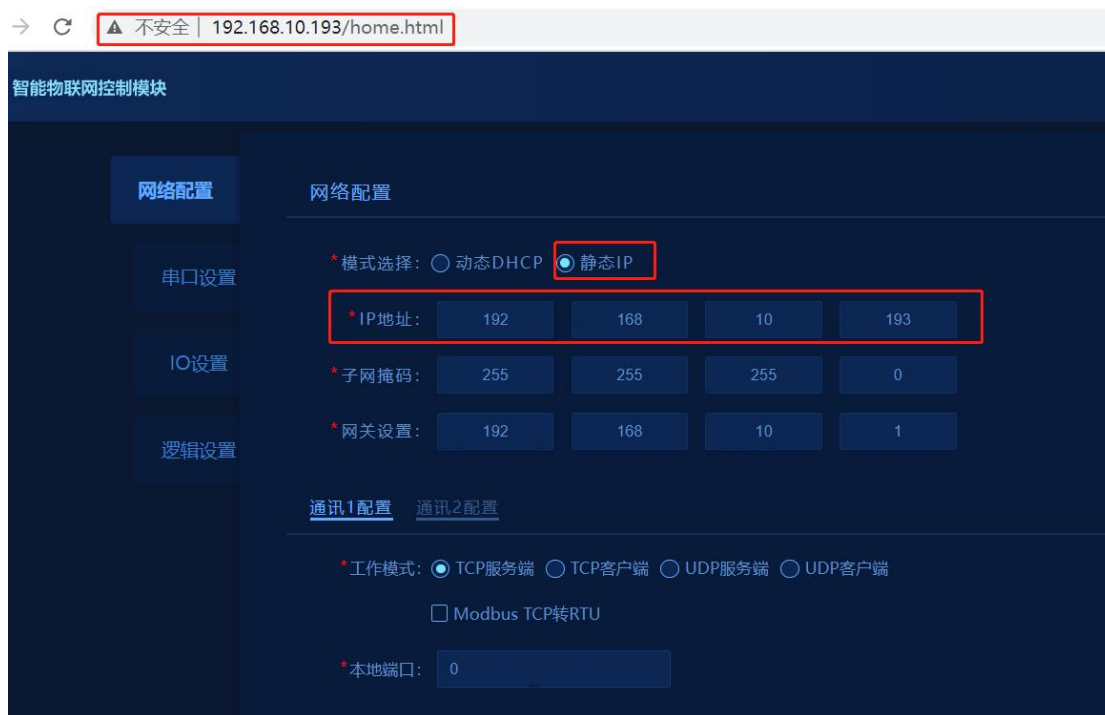 不安全 | 192.168.10.193/home.html
智能物联网控制模块
网络配置
串口设置
IO设置
逻辑设置
网络配置
*模式选择: 动态DHCP 静态IP
*IP地址: 192 168 10 193
*子网掩码: 255 255 255 0
*网关设置: 192 168 10 1
通讯1配置 通讯2配置
*工作模式: TCP服务端 TCP客户端 UDP服务端 UDP客户端
Modbus TCP转RTU
*本地端口: 0